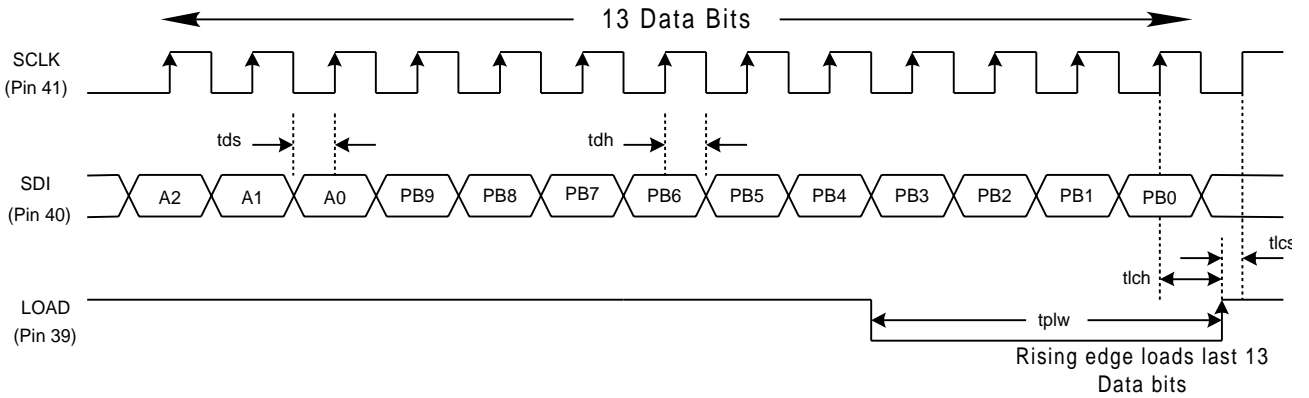 13 Data Bits
SCLK
(Pin 41)
tds
tdh
SDI
(Pin 40)
A2 A1 A0 PB9 PB8 PB7 PB6 PB5 PB4 PB3 PB2 PB1 PB0
tlcs
tlch
LOAD
(Pin 39)
tplw
Rising edge loads last 13
Data bits